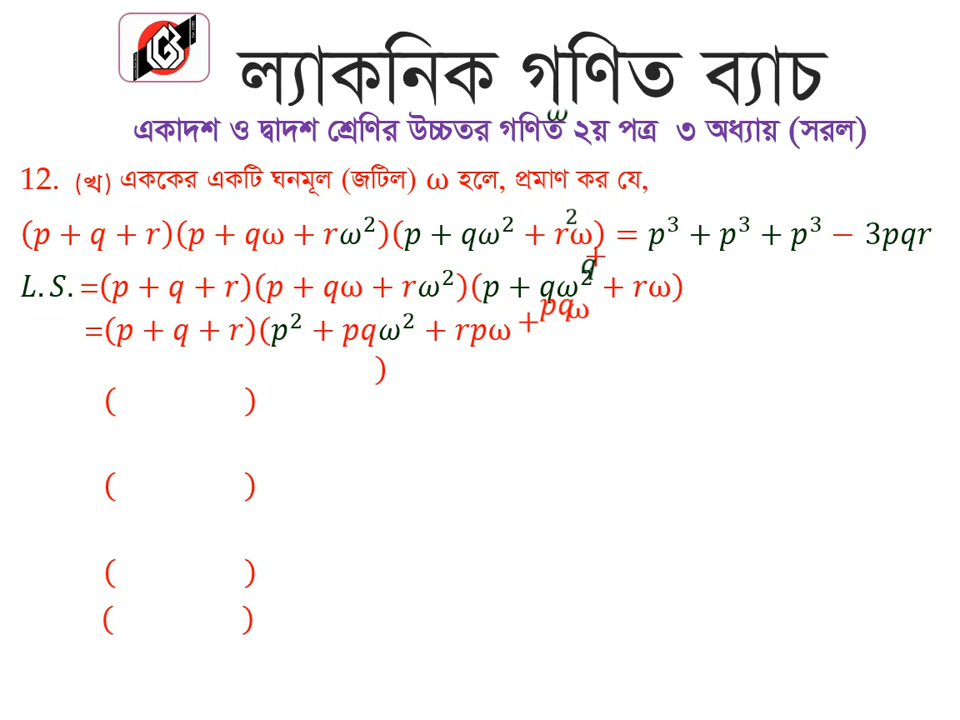 ল্যাকনিক গণিত ব্যাচ
একাদশ ও দ্বাদশ শ্রেণির উচ্চতর গণিত ২য় পত্র ৩ অধ্যায় (সরল)
ω
12. (খ) এককের একটি ঘনমূল (জটিল) ω হলে, প্রমাণ কর যে,
(p + q + r)(p + qω + rω²)(p + qω² + rω) = p³ + p³ + p³ − 3pqr
2
+
q
L.S. =(p + q + r)(p + qω + rω²)(p + qω² + rω)
=(p + q + r)(p² + pqω² + rpω + pqω
)
( )
( )
( )
( )